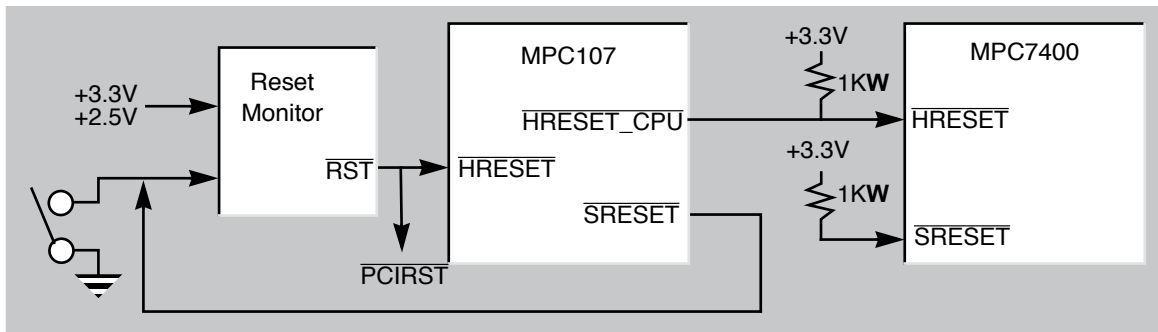 +3.3V
+2.5V
Reset
Monitor
RST
PCIRST
MPC107
HRESET_CPU
HRESET
SRESET
+3.3V
1KW
+3.3V
1KW
MPC7400
HRESET
SRESET